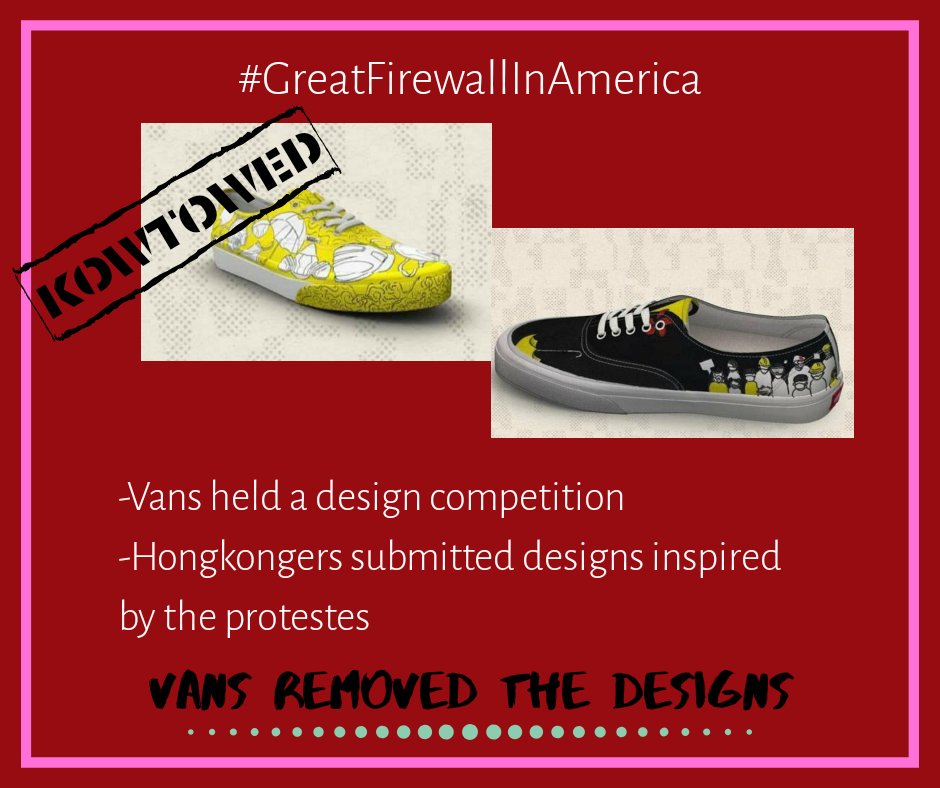 #GreatFirewallInAmerica
KOWTOWED
-Vans held a design competition
-Hongkongers submitted designs inspired
by the protestes
VANS REMOVED THE DESIGNS